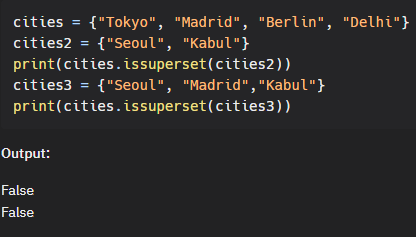 cities = {"Tokyo", "Madrid", "Berlin", "Delhi"}
cities2 = {"Seoul", "Kabul"}
print(cities.issuperset(cities2))
cities3 = {"Seoul", "Madrid","Kabul"}
print(cities.issuperset(cities3))
Output:
False
False